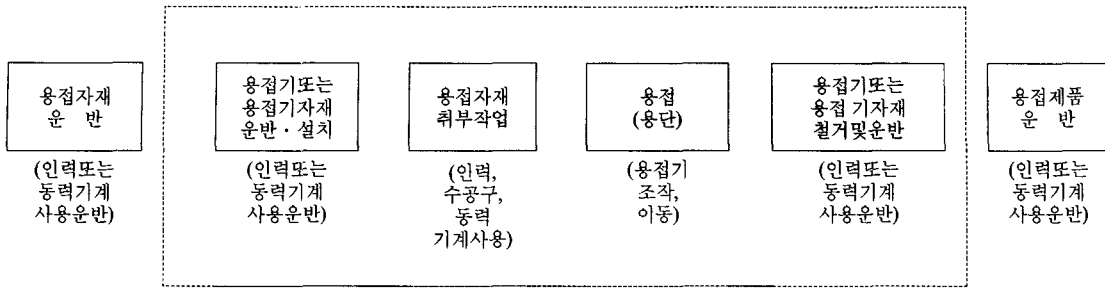 용접자재
운 반
(인력또는
동력기계
사용운반)
용접기또는
용접기자재
운반·설치
(인력또는
동력기계
사용운반)
용접자재
취부작업
(인력,
수공구,
동력
기계사용)
용접
(용단)
(용접기
조작,
이동)
용접기또는
용접기자재
철거및운반
(인력또는
동력기계
사용운반)
용접제품
운 반
(인력또는
동력기계
사용운반)